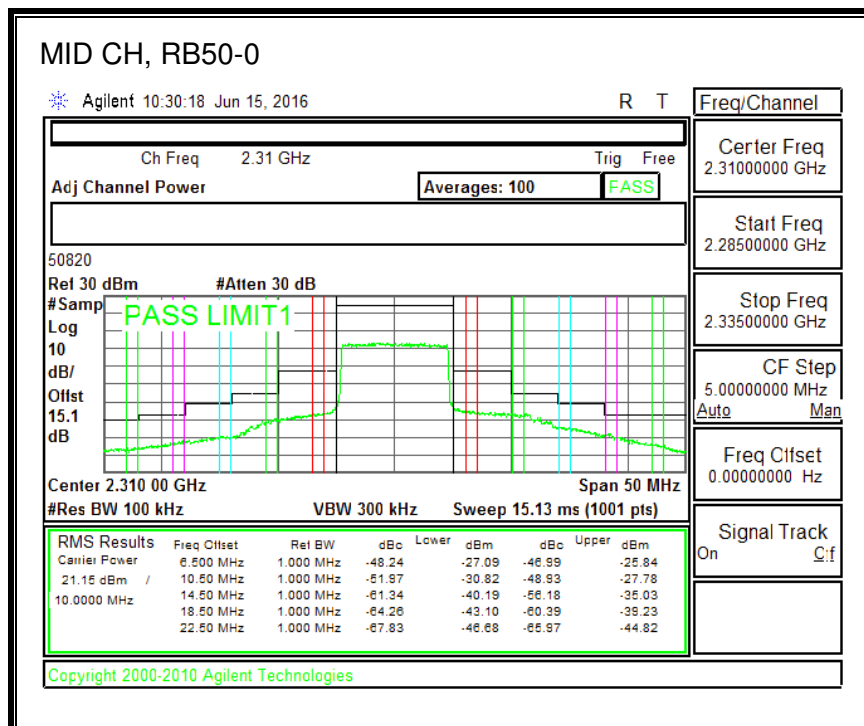 MID CH, RB50-0
Agilent 10:30:18 Jun 15, 2016 R T
Freq/Channel
Ch Freq 2.31 GHz Trig Free
Adj Channel Power Averages: 100 PASS
Center Freq
2.31000000 GHz
Start Freq
2.28500000 GHz
Stop Freq
2.33500000 GHz
CF Step
5.00000000 MHz
Auto Man
Freq Offset
0.00000000 Hz
Signal Track
On Off
50820
Ref 30 dBm #Atten 30 dB
#Samp
Log
10
dB/
Offst
15.1
dB
PASS LIMIT1
Center 2.310 00 GHz Span 50 MHz
#Res BW 100 kHz VBW 300 kHz Sweep 15.13 ms (1001 pts)
RMS Results Freq Offset Ref BW dBc Lower dBm dBc Upper dBm
Carrier Power 6.500 MHz 1.000 MHz -48.24 -27.09 -46.99 -25.84
21.15 dBm / 10.50 MHz 1.000 MHz -51.97 -30.82 -48.93 -27.78
10.0000 MHz 14.50 MHz 1.000 MHz -61.34 -40.19 -56.18 -35.03
18.50 MHz 1.000 MHz -64.26 -43.10 -60.39 -39.23
22.50 MHz 1.000 MHz -67.83 -46.68 -65.97 -44.82
Copyright 2000-2010 Agilent Technologies